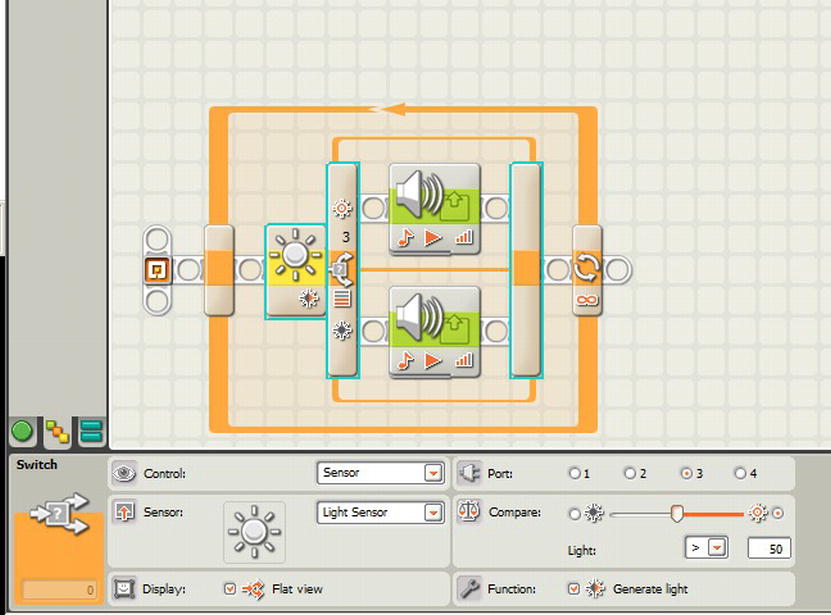 3
Switch
Control:
Sensor
Port:
1
2
3
4
Sensor:
Light Sensor
Compare:
Light:
>
50
0
Display:
Flat view
Function:
Generate light